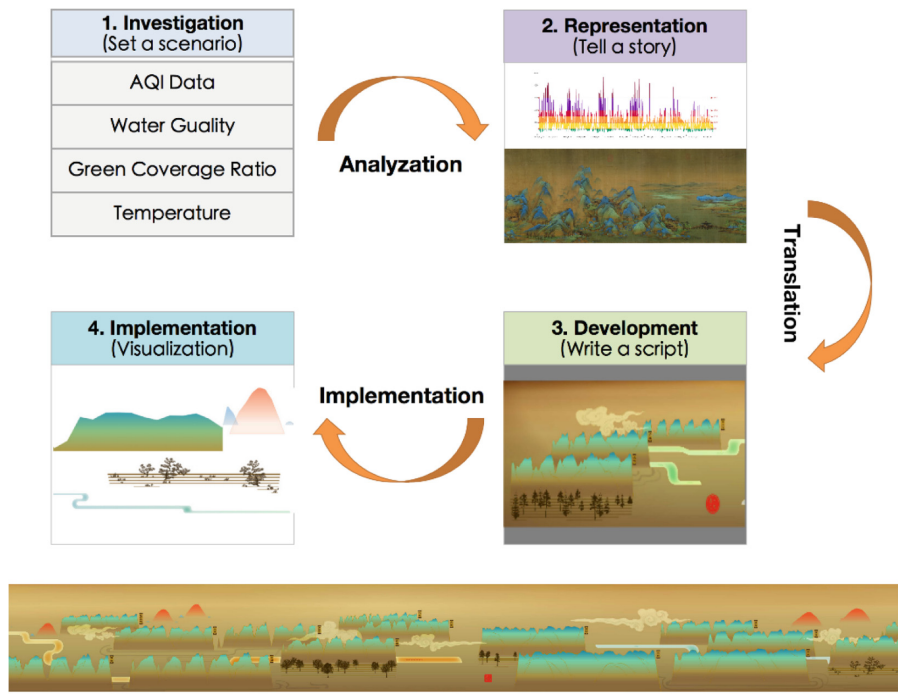 1. Investigation
(Set a scenario)
AQI Data
Water Guality
Green Coverage Ratio
Temperature
Analyzation
2. Representation
(Tell a story)
Translation
3. Development
(Write a script)
Implementation
4. Implementation
(Visualization)